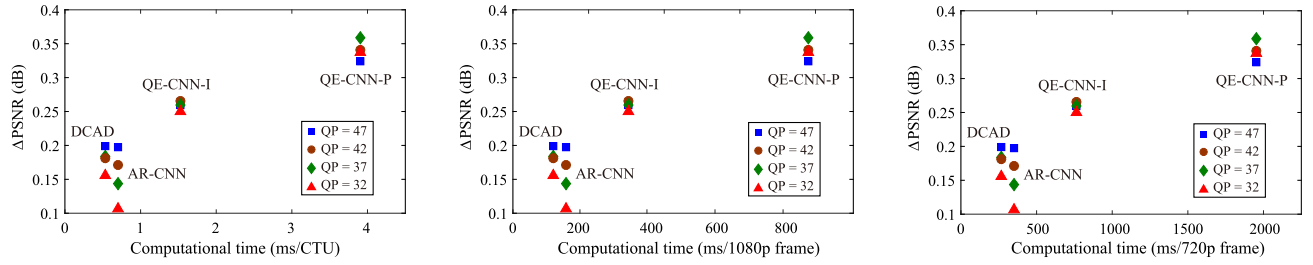 0.4
0.35
0.3
0.25
0.2
0.15
0.1
ΔPSNR (dB)
QE-CNN-P
QE-CNN-I
DCAD
AR-CNN
QP = 47
QP = 42
QP = 37
QP = 32
0 1 2 3 4
Computational time (ms/CTU)
0.4
0.35
0.3
0.25
0.2
0.15
0.1
ΔPSNR (dB)
QE-CNN-P
QE-CNN-I
DCAD
AR-CNN
QP = 47
QP = 42
QP = 37
QP = 32
0 200 400 600 800
Computational time (ms/1080p frame)
0.4
0.35
0.3
0.25
0.2
0.15
0.1
ΔPSNR (dB)
QE-CNN-P
QE-CNN-I
DCAD
AR-CNN
QP = 47
QP = 42
QP = 37
QP = 32
0 500 1000 1500 2000
Computational time (ms/720p frame)